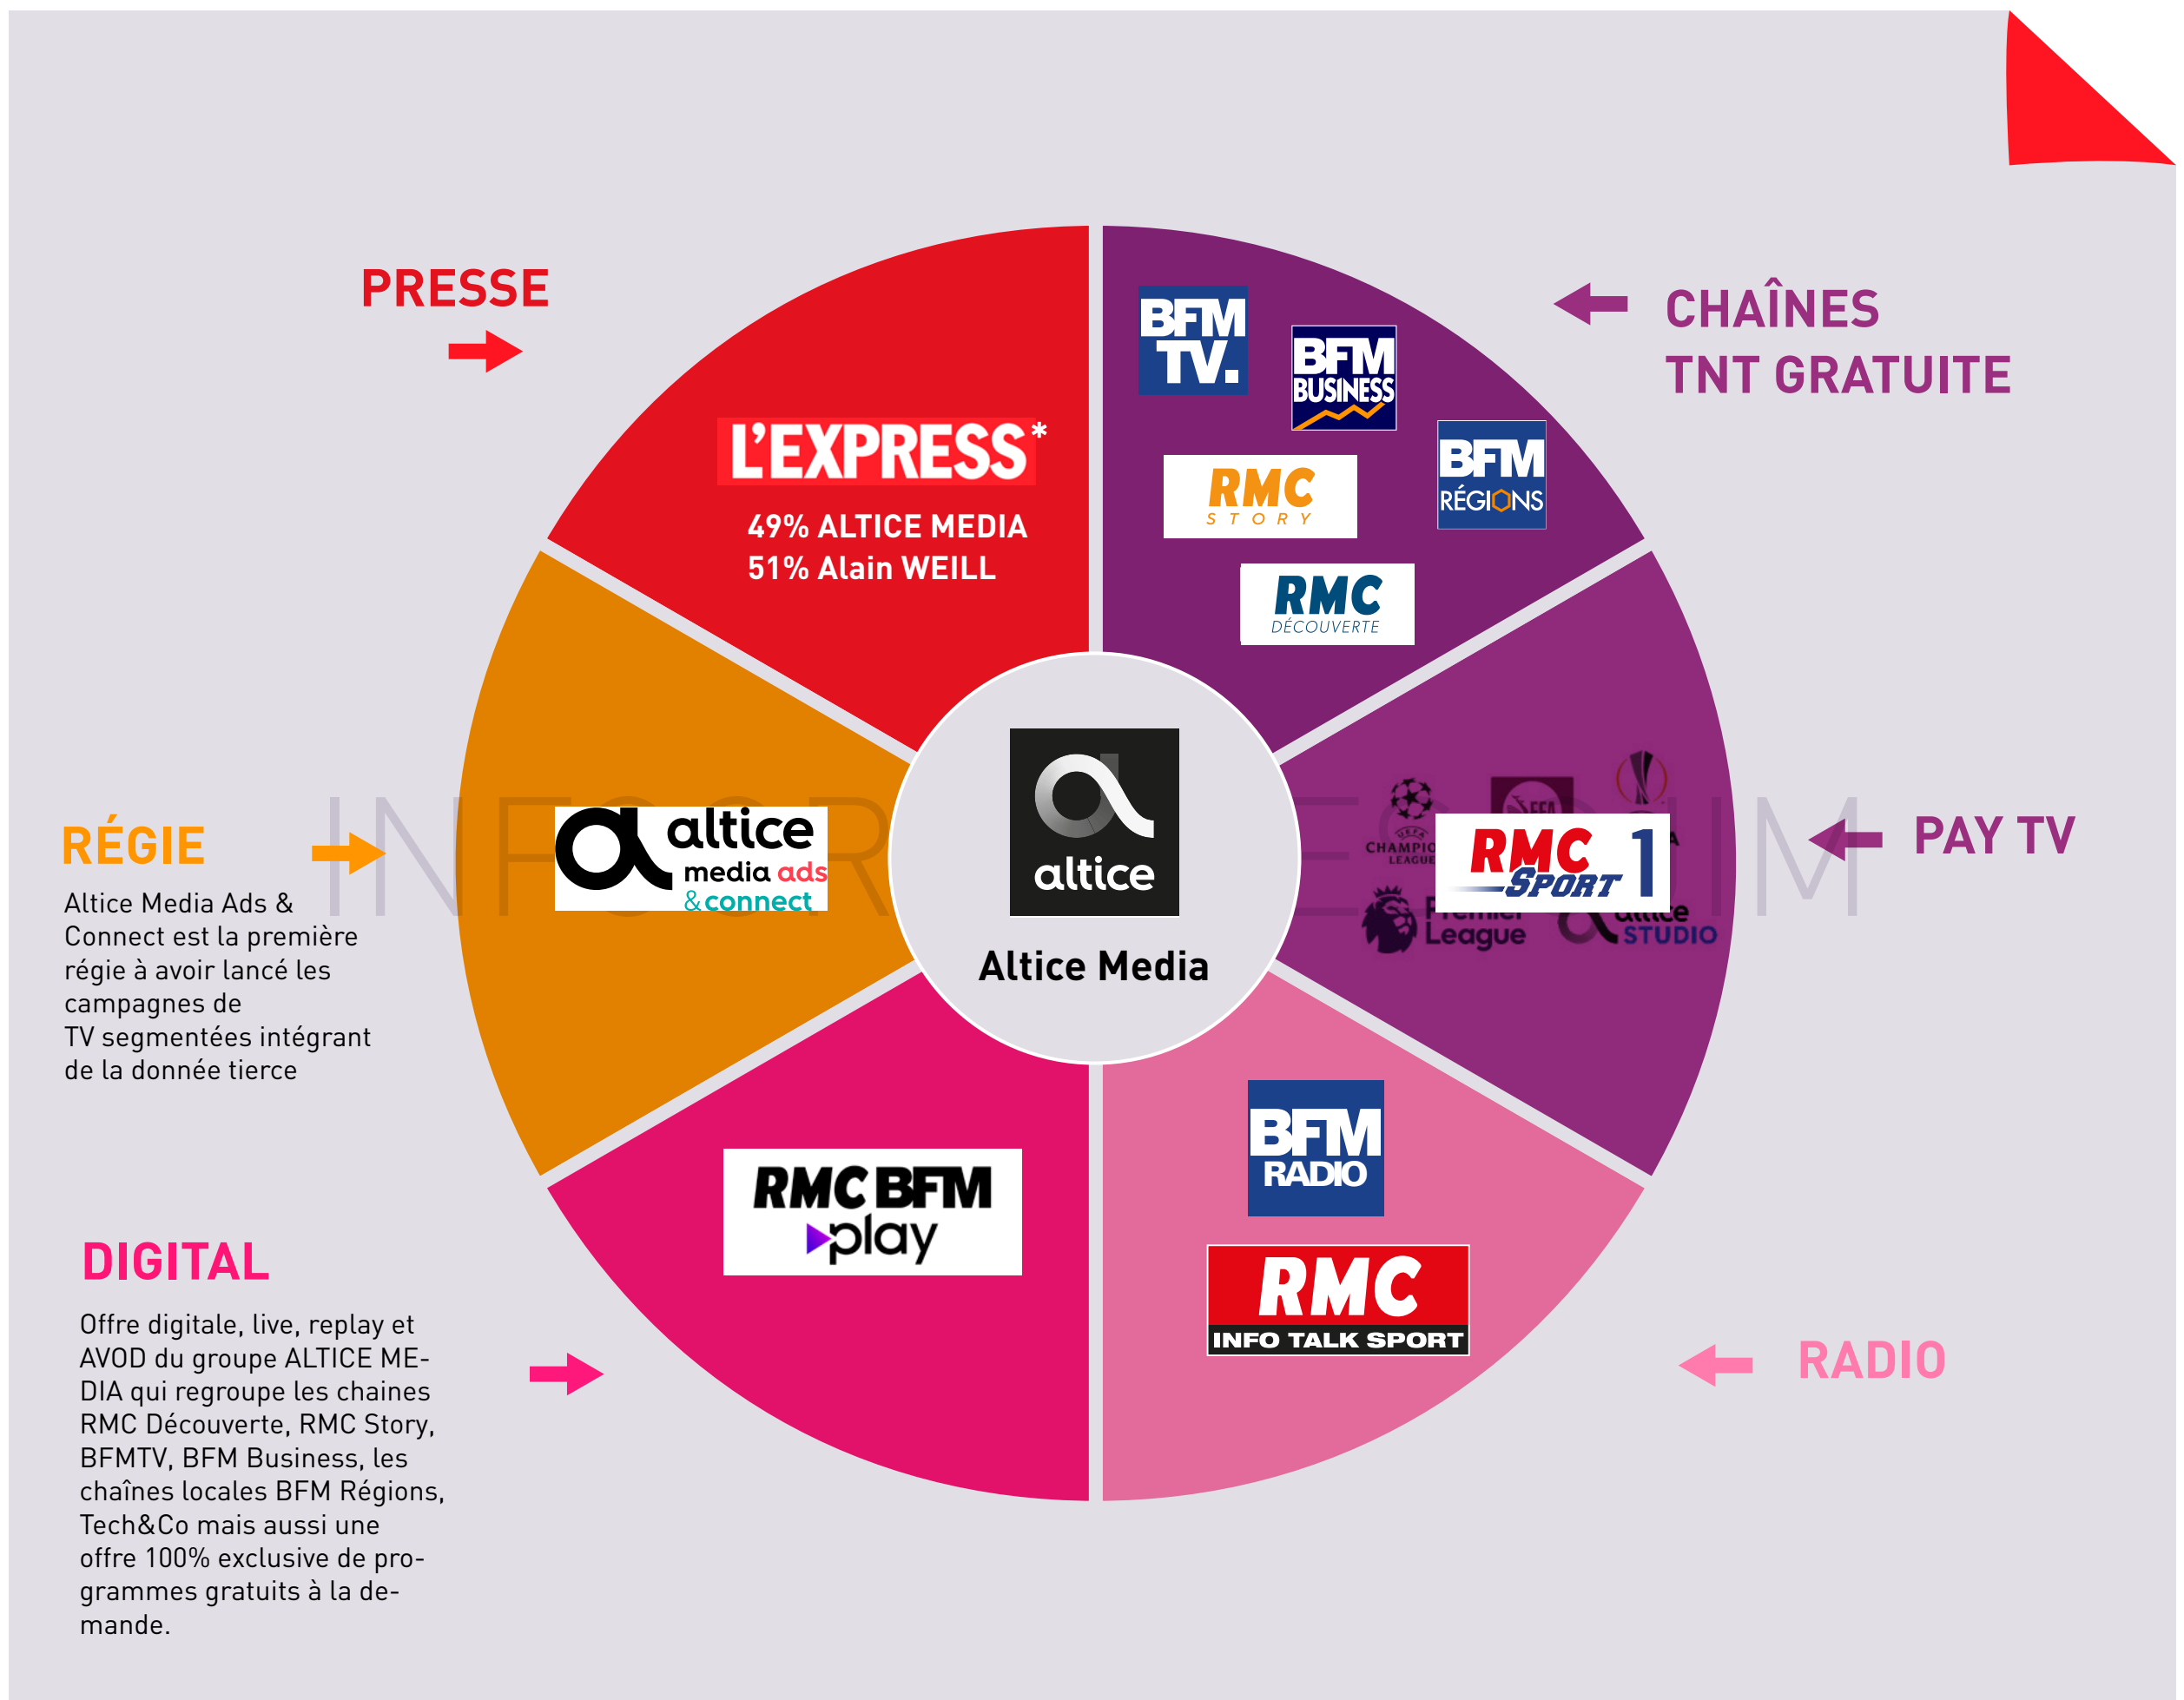 PRESSE
CHAÎNES
TNT GRATUITE
BFM
TV.
BFM
BUSINESS
BFM
RÉGIONS
L'EXPRESS*
49% ALTICE MEDIA
51% Alain WEILL
RMC
STORY
RMC
DÉCOUVERTE
RÉGIE
Altice Media Ads &
Connect est la première
régie à avoir lancé les
campagnes de
TV segmentées intégrant
de la donnée tierce
altice
media ads
&connect
altice
Altice Media
UEFA
LEAGUE
RMC
SPORT 1
Premier
League
altice
STUDIO
PAY TV
DIGITAL
Offre digitale, live, replay et
AVOD du groupe ALTICE ME-
DIA qui regroupe les chaines
RMC Découverte, RMC Story,
BFMTV, BFM Business, les
chaînes locales BFM Régions,
Tech&Co mais aussi une
offre 100% exclusive de pro-
grammes gratuits à la de-
mande.
RMC BFM
play
BFM
RADIO
RMC
INFO TALK SPORT
RADIO